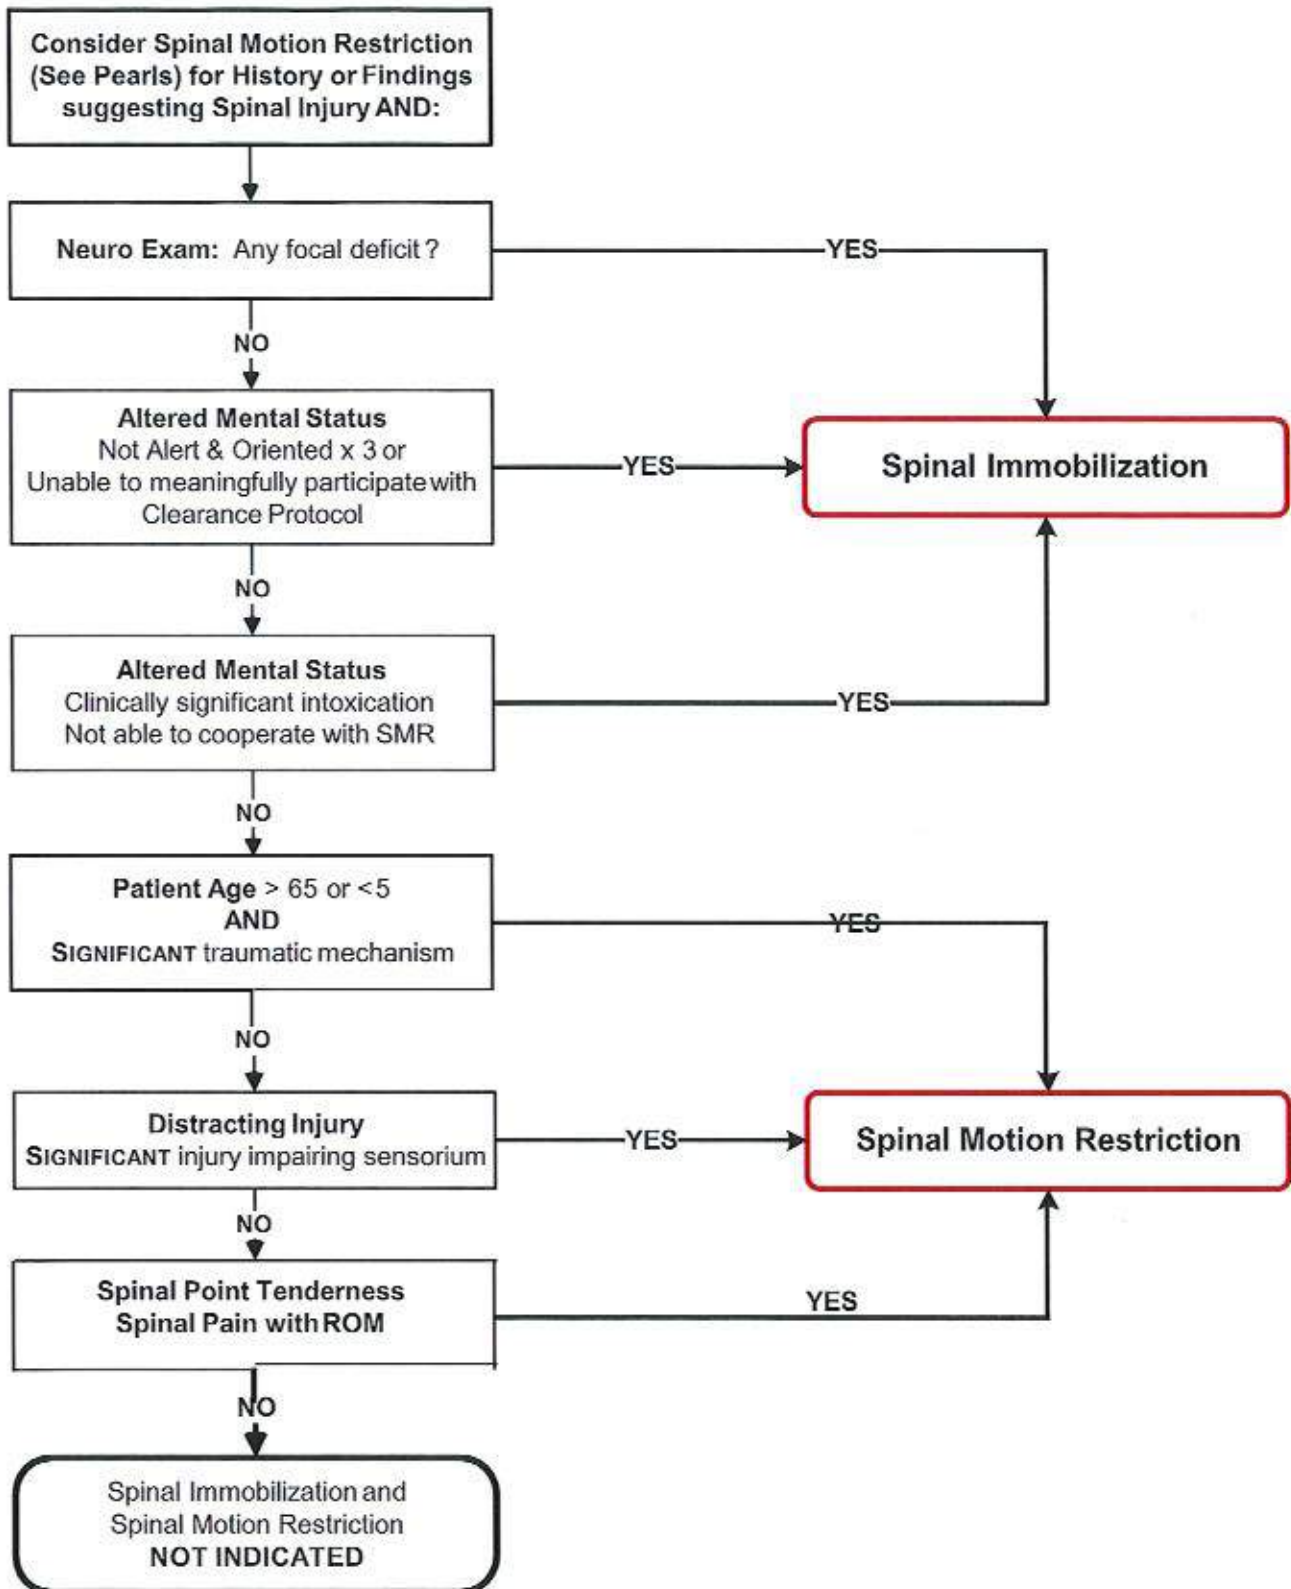 Consider Spinal Motion Restriction
(See Pearls) for History or Findings
suggesting Spinal Injury AND:
Neuro Exam: Any focal deficit ?
YES
NO
Altered Mental Status
Not Alert & Oriented x 3 or
Unable to meaningfully participate with
Clearance Protocol
YES
Spinal Immobilization
NO
Altered Mental Status
Clinically significant intoxication
Not able to cooperate with SMR
YES
NO
Patient Age > 65 or <5
AND
SIGNIFICANT traumatic mechanism
YES
NO
Distracting Injury
SIGNIFICANT injury impairing sensorium
YES
Spinal Motion Restriction
NO
Spinal Point Tenderness
Spinal Pain with ROM
YES
NO
Spinal Immobilization and
Spinal Motion Restriction
NOT INDICATED